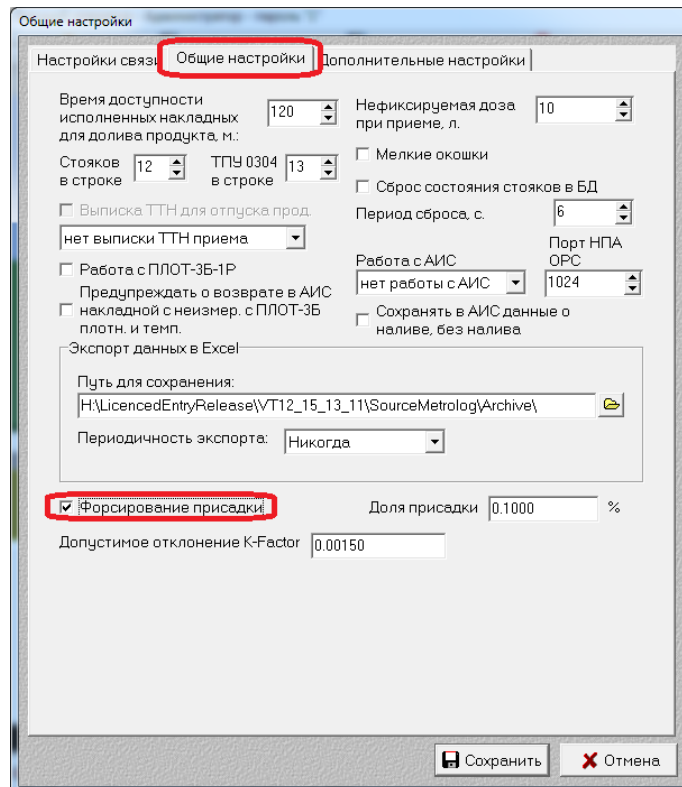 Общие настройки
Настройки связи
Общие настройки
Дополнительные настройки
Время доступности
исполненных накладных
для долива продукта, м.:
120
Нефиксируемая доза
при приеме, л.
10
Стояков
в строке
12
ТПУ 0304
в строке
13
Мелкие окошки
Сброс состояния стояков в БД
Выписка ТТН для отпуска прод.
Период сброса, с.
6
нет выписки ТТН приема
Работа с АИС
Порт НПА
OPC
нет работы с АИС
1024
Работа с ПЛОТ-3Б-1Р
Предупреждать о возврате в АИС
накладной с неизмер. с ПЛОТ-3Б
плотн. и темп.
Сохранять в АИС данные о
наливе, без налива
Экспорт данных в Excel
Путь для сохранения:
H:\LicencedEntryRelease\VT12_15_13_11\SourceMetrolog\Archive\
Периодичность экспорта:
Никогда
Форсирование присадки
Доля присадки
0.1000
%
Допустимое отклонение K-Factor
0.00150
Сохранить
Отмена